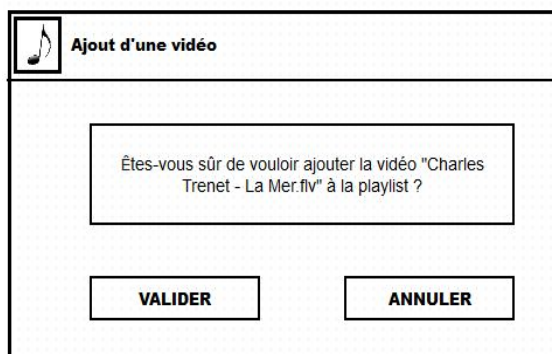 Ajout d'une vidéo
Êtes-vous sûr de vouloir ajouter la vidéo "Charles
Trenet - La Mer.flv" à la playlist ?
VALIDER
ANNULER